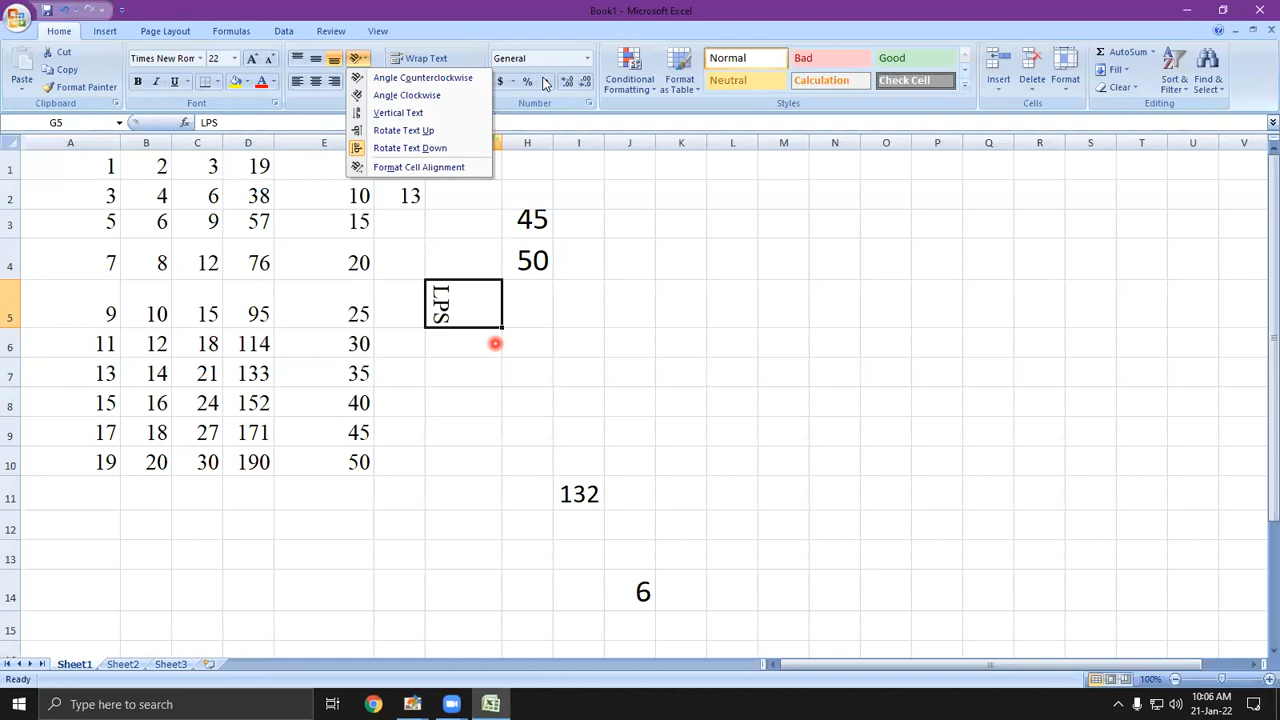 Book1 - Microsoft Excel
Home Insert Page Layout Formulas Data Review View
Cut
Copy
Format Painter
Paste
Clipboard
Times New Rom 22
B I U
Font
Wrap Text
Angle Counterclockwise
Angle Clockwise
Vertical Text
Rotate Text Up
Rotate Text Down
Format Cell Alignment
General
$ % ,
Number
Conditional Formatting
Format as Table
Normal Bad Good
Neutral Calculation Check Cell
Styles
Insert Delete Format
Cells
AutoSum
Fill
Clear
Sort & Filter
Find & Select
Editing
G5 fx LPS
A B C D E H I J K L M N O P Q R S T U V
1 1 2 3 19
2 3 4 6 38 10 13
3 5 6 9 57 15 45
4 7 8 12 76 20 50
5 9 10 15 95 25 LPS
6 11 12 18 114 30
7 13 14 21 133 35
8 15 16 24 152 40
9 17 18 27 171 45
10 19 20 30 190 50
11 132
12
13
14 6
15
Sheet1 Sheet2 Sheet3
Ready 100%
Type here to search
10:06 AM
21-Jan-22